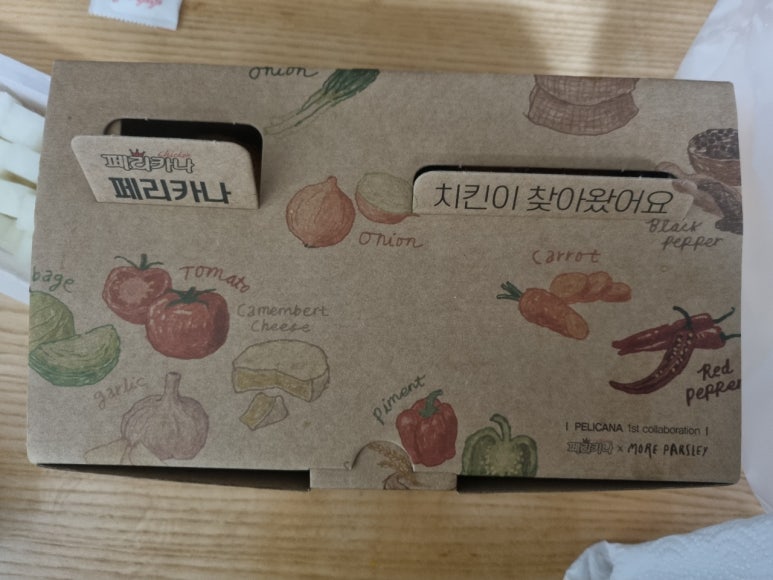 onion
chicken
페리카나
페리카나
치킨이 찾아왔어요
onion
Black
Pepper
Carrot
bage
Tomato
Camembert
Cheese
garlic
Piment
Red
Pepper
| PELICANA 1st collaboration |
페리카나 x MORE PARSLEY